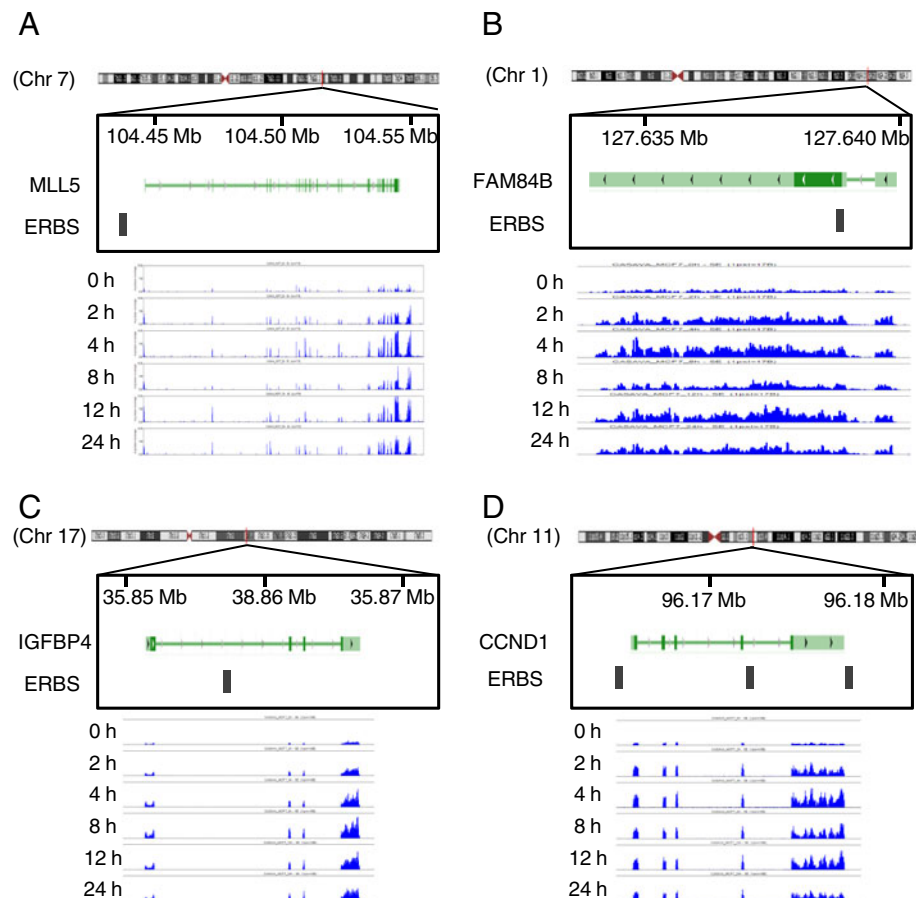 A
(Chr 7)
104.45 Mb 104.50 Mb 104.55 Mb
MLL5
ERBS
0 h
2 h
4 h
8 h
12 h
24 h
B
(Chr 1)
127.635 Mb 127.640 Mb
FAM84B
ERBS
0 h
2 h
4 h
8 h
12 h
24 h
C
(Chr 17)
35.85 Mb 38.86 Mb 35.87 Mb
IGFBP4
ERBS
0 h
2 h
4 h
8 h
12 h
24 h
D
(Chr 11)
96.17 Mb 96.18 Mb
CCND1
ERBS
0 h
2 h
4 h
8 h
12 h
24 h